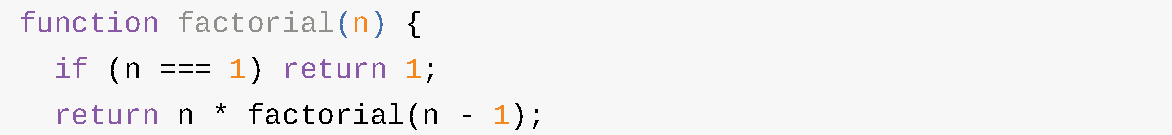 function factorial(n) {
  if (n === 1) return 1;
  return n * factorial(n - 1);